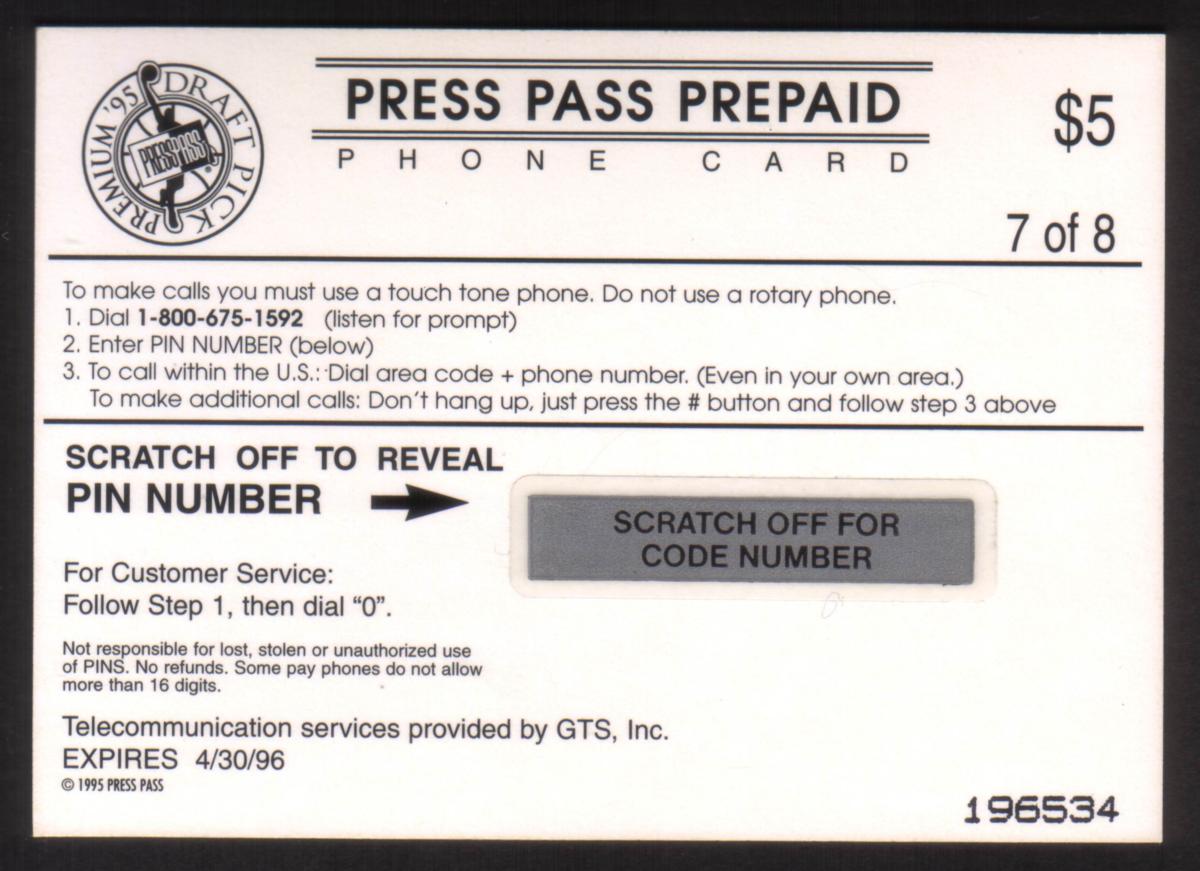 PREMIUM '95 DRAFT PICK
PRESS PASS
PRESS PASS PREPAID
PHONE CARD
$5
7 of 8
To make calls you must use a touch tone phone. Do not use a rotary phone.
1. Dial 1-800-675-1592 (listen for prompt)
2. Enter PIN NUMBER (below)
3. To call within the U.S.: Dial area code + phone number. (Even in your own area.)
To make additional calls: Don't hang up, just press the # button and follow step 3 above
SCRATCH OFF TO REVEAL
PIN NUMBER
SCRATCH OFF FOR
CODE NUMBER
For Customer Service:
Follow Step 1, then dial “0”.
Not responsible for lost, stolen or unauthorized use
of PINS. No refunds. Some pay phones do not allow
more than 16 digits.
Telecommunication services provided by GTS, Inc.
EXPIRES 4/30/96
© 1995 PRESS PASS
196534